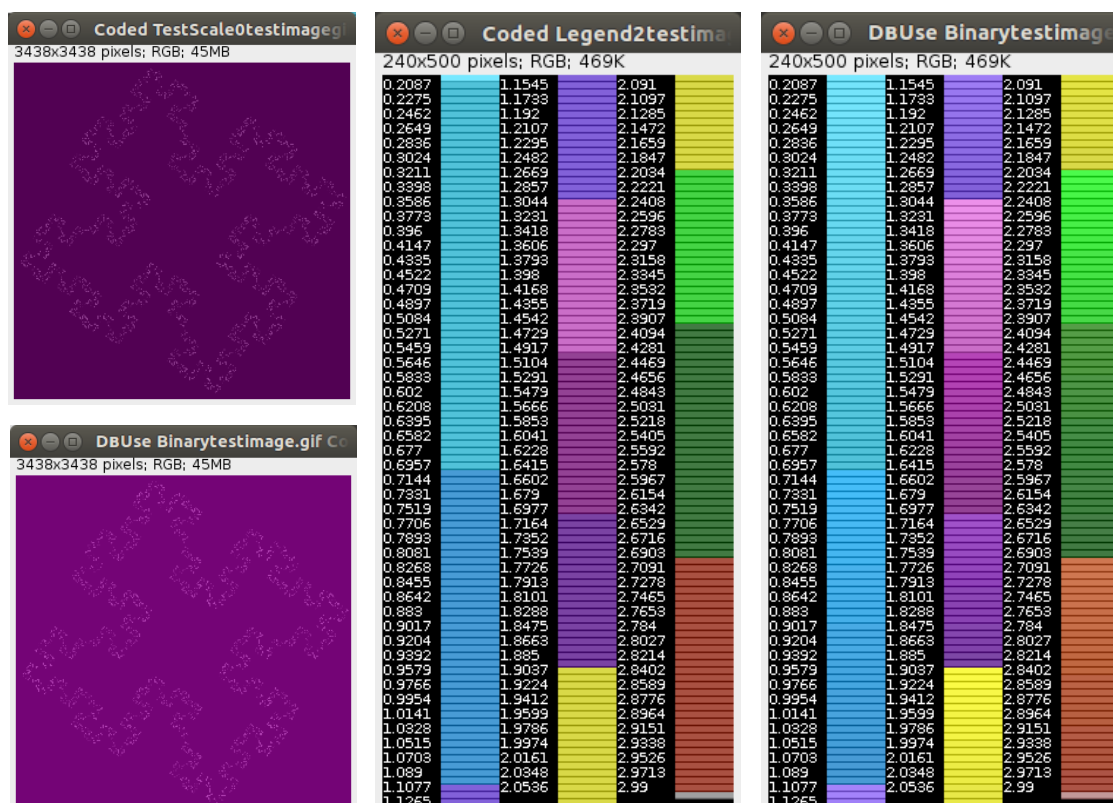 Coded TestScale0testimagegi
3438x3438 pixels; RGB; 45MB
DBUse Binarytestimage.gif Co
3438x3438 pixels; RGB; 45MB
Coded Legend2testima
240x500 pixels; RGB; 469K
0.2087 1.1545 2.091
0.2275 1.1733 2.1097
0.2462 1.192 2.1285
0.2649 1.2107 2.1472
0.2836 1.2295 2.1659
0.3024 1.2482 2.1847
0.3211 1.2669 2.2034
0.3398 1.2857 2.2221
0.3586 1.3044 2.2408
0.3773 1.3231 2.2596
0.396 1.3418 2.2783
0.4147 1.3606 2.297
0.4335 1.3793 2.3158
0.4522 1.398 2.3345
0.4709 1.4168 2.3532
0.4897 1.4355 2.3719
0.5084 1.4542 2.3907
0.5271 1.4729 2.4094
0.5459 1.4917 2.4281
0.5646 1.5104 2.4469
0.5833 1.5291 2.4656
0.602 1.5479 2.4843
0.6208 1.5666 2.5031
0.6395 1.5853 2.5218
0.6582 1.6041 2.5405
0.677 1.6228 2.5592
0.6957 1.6415 2.578
0.7144 1.6602 2.5967
0.7331 1.679 2.6154
0.7519 1.6977 2.6342
0.7706 1.7164 2.6529
0.7893 1.7352 2.6716
0.8081 1.7539 2.6903
0.8268 1.7726 2.7091
0.8455 1.7913 2.7278
0.8642 1.8101 2.7465
0.883 1.8288 2.7653
0.9017 1.8475 2.784
0.9204 1.8663 2.8027
0.9392 1.885 2.8214
0.9579 1.9037 2.8402
0.9766 1.9224 2.8589
0.9954 1.9412 2.8776
1.0141 1.9599 2.8964
1.0328 1.9786 2.9151
1.0515 1.9974 2.9338
1.0703 2.0161 2.9526
1.089 2.0348 2.9713
1.1077 2.0536 2.99
1.1265
DBUse Binarytestimage
240x500 pixels; RGB; 469K
0.2087 1.1545 2.091
0.2275 1.1733 2.1097
0.2462 1.192 2.1285
0.2649 1.2107 2.1472
0.2836 1.2295 2.1659
0.3024 1.2482 2.1847
0.3211 1.2669 2.2034
0.3398 1.2857 2.2221
0.3586 1.3044 2.2408
0.3773 1.3231 2.2596
0.396 1.3418 2.2783
0.4147 1.3606 2.297
0.4335 1.3793 2.3158
0.4522 1.398 2.3345
0.4709 1.4168 2.3532
0.4897 1.4355 2.3719
0.5084 1.4542 2.3907
0.5271 1.4729 2.4094
0.5459 1.4917 2.4281
0.5646 1.5104 2.4469
0.5833 1.5291 2.4656
0.602 1.5479 2.4843
0.6208 1.5666 2.5031
0.6395 1.5853 2.5218
0.6582 1.6041 2.5405
0.677 1.6228 2.5592
0.6957 1.6415 2.578
0.7144 1.6602 2.5967
0.7331 1.679 2.6154
0.7519 1.6977 2.6342
0.7706 1.7164 2.6529
0.7893 1.7352 2.6716
0.8081 1.7539 2.6903
0.8268 1.7726 2.7091
0.8455 1.7913 2.7278
0.8642 1.8101 2.7465
0.883 1.8288 2.7653
0.9017 1.8475 2.784
0.9204 1.8663 2.8027
0.9392 1.885 2.8214
0.9579 1.9037 2.8402
0.9766 1.9224 2.8589
0.9954 1.9412 2.8776
1.0141 1.9599 2.8964
1.0328 1.9786 2.9151
1.0515 1.9974 2.9338
1.0703 2.0161 2.9526
1.089 2.0348 2.9713
1.1077 2.0536 2.99
1.1265